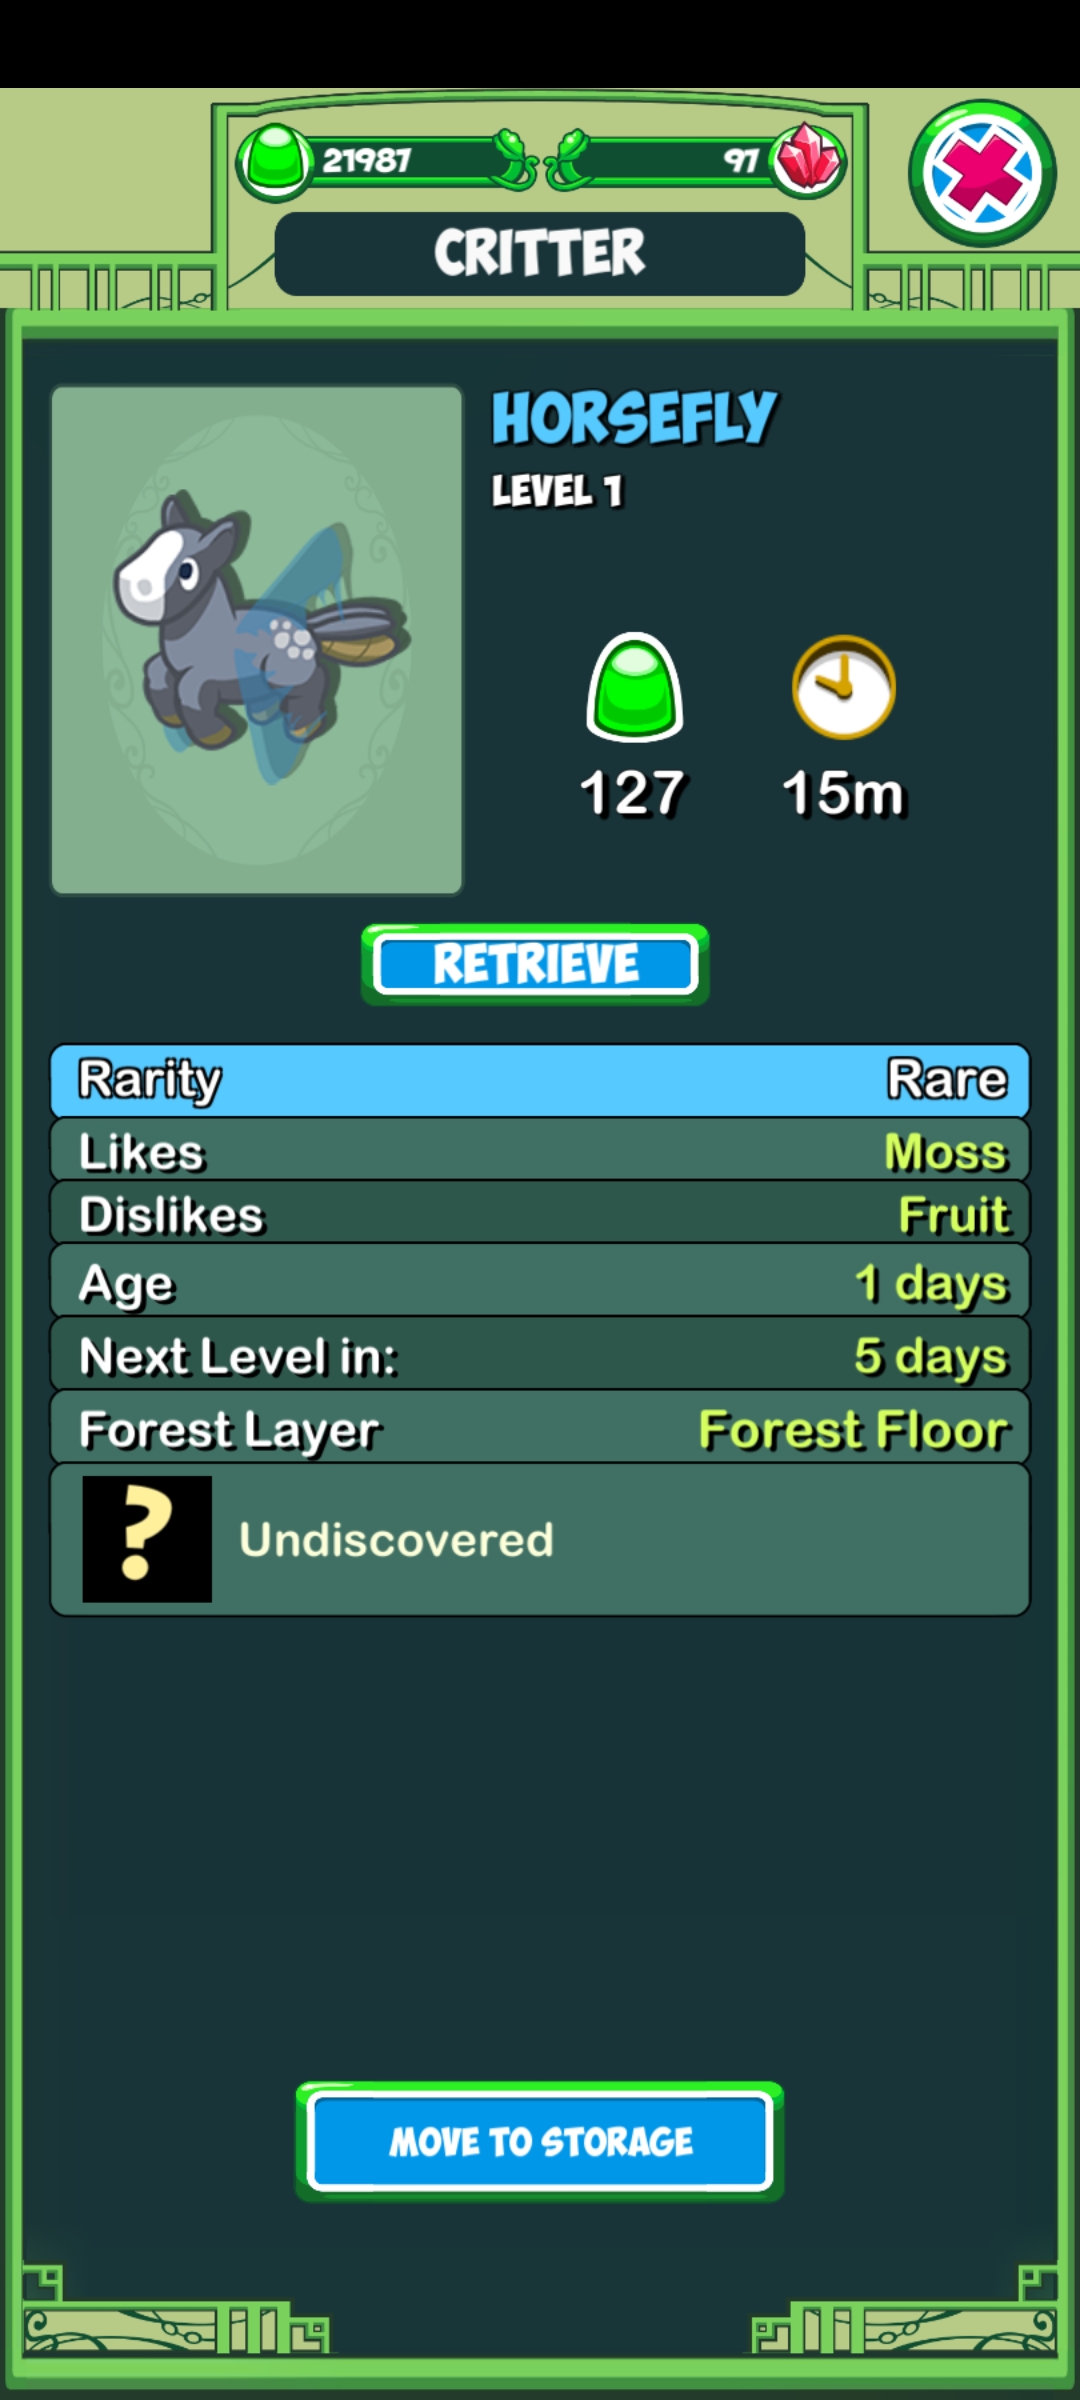 21987
97
CRITTER
HORSEFLY
LEVEL 1
127
15m
RETRIEVE
Rarity Rare
Likes Moss
Dislikes Fruit
Age 1 days
Next Level in: 5 days
Forest Layer Forest Floor
? Undiscovered
MOVE TO STORAGE